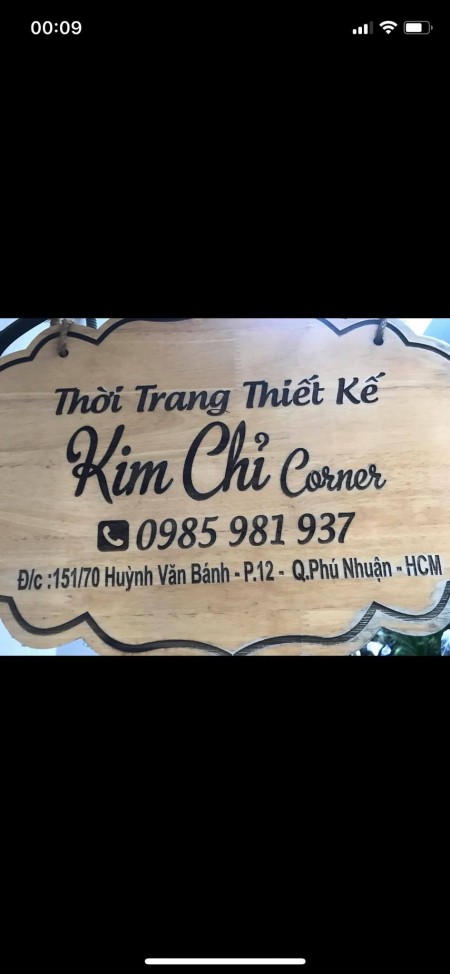 00:09
Thời Trang Thiết Kế
Kim Chỉ Corner
0985 981 937
Đ/c :151/70 Huỳnh Văn Bánh - P.12 - Q.Phú Nhuận - HCM